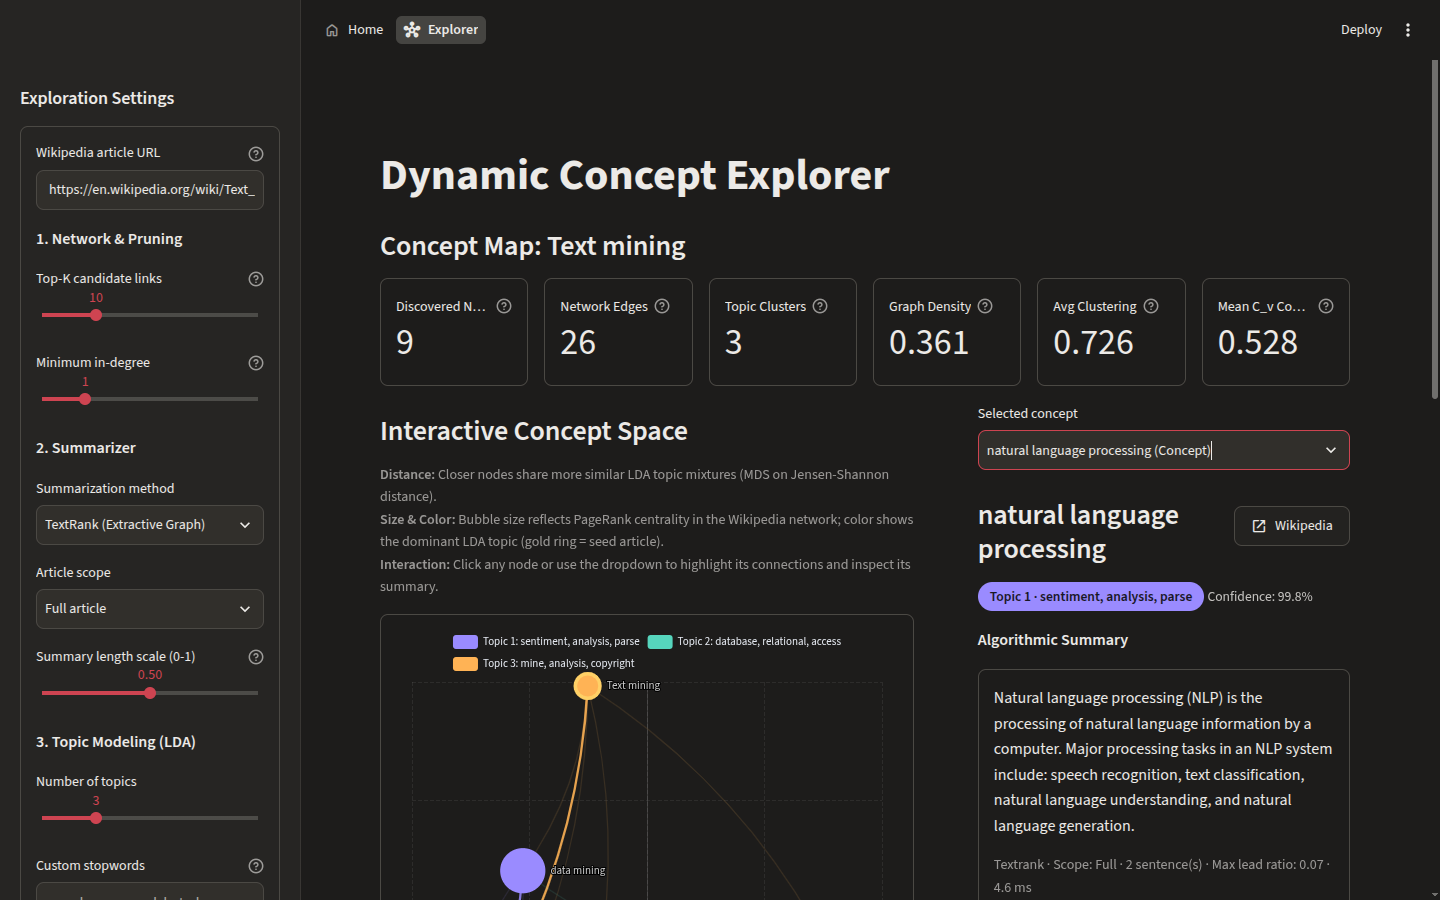 Home
Explorer
Deploy
Exploration Settings
Wikipedia article URL
https://en.wikipedia.org/wiki/Text_
1. Network & Pruning
Top-K candidate links
10
Minimum in-degree
1
2. Summarizer
Summarization method
TextRank (Extractive Graph)
Article scope
Full article
Summary length scale (0-1)
0.50
3. Topic Modeling (LDA)
Number of topics
3
Custom stopwords
Dynamic Concept Explorer
Concept Map: Text mining
Discovered N...
9
Network Edges
26
Topic Clusters
3
Graph Density
0.361
Avg Clustering
0.726
Mean C_v Co...
0.528
Interactive Concept Space
Distance: Closer nodes share more similar LDA topic mixtures (MDS on Jensen-Shannon
distance).
Size & Color: Bubble size reflects PageRank centrality in the Wikipedia network; color shows
the dominant LDA topic (gold ring = seed article).
Interaction: Click any node or use the dropdown to highlight its connections and inspect its
summary.
Topic 1: sentiment, analysis, parse
Topic 2: database, relational, access
Topic 3: mine, analysis, copyright
Text mining
data mining
Selected concept
natural language processing (Concept)
natural language
processing
Wikipedia
Topic 1 · sentiment, analysis, parse
Confidence: 99.8%
Algorithmic Summary
Natural language processing (NLP) is the
processing of natural language information by a
computer. Major processing tasks in an NLP system
include: speech recognition, text classification,
natural language understanding, and natural
language generation.
Textrank · Scope: Full · 2 sentence(s) · Max lead ratio: 0.07 ·
4.6 ms